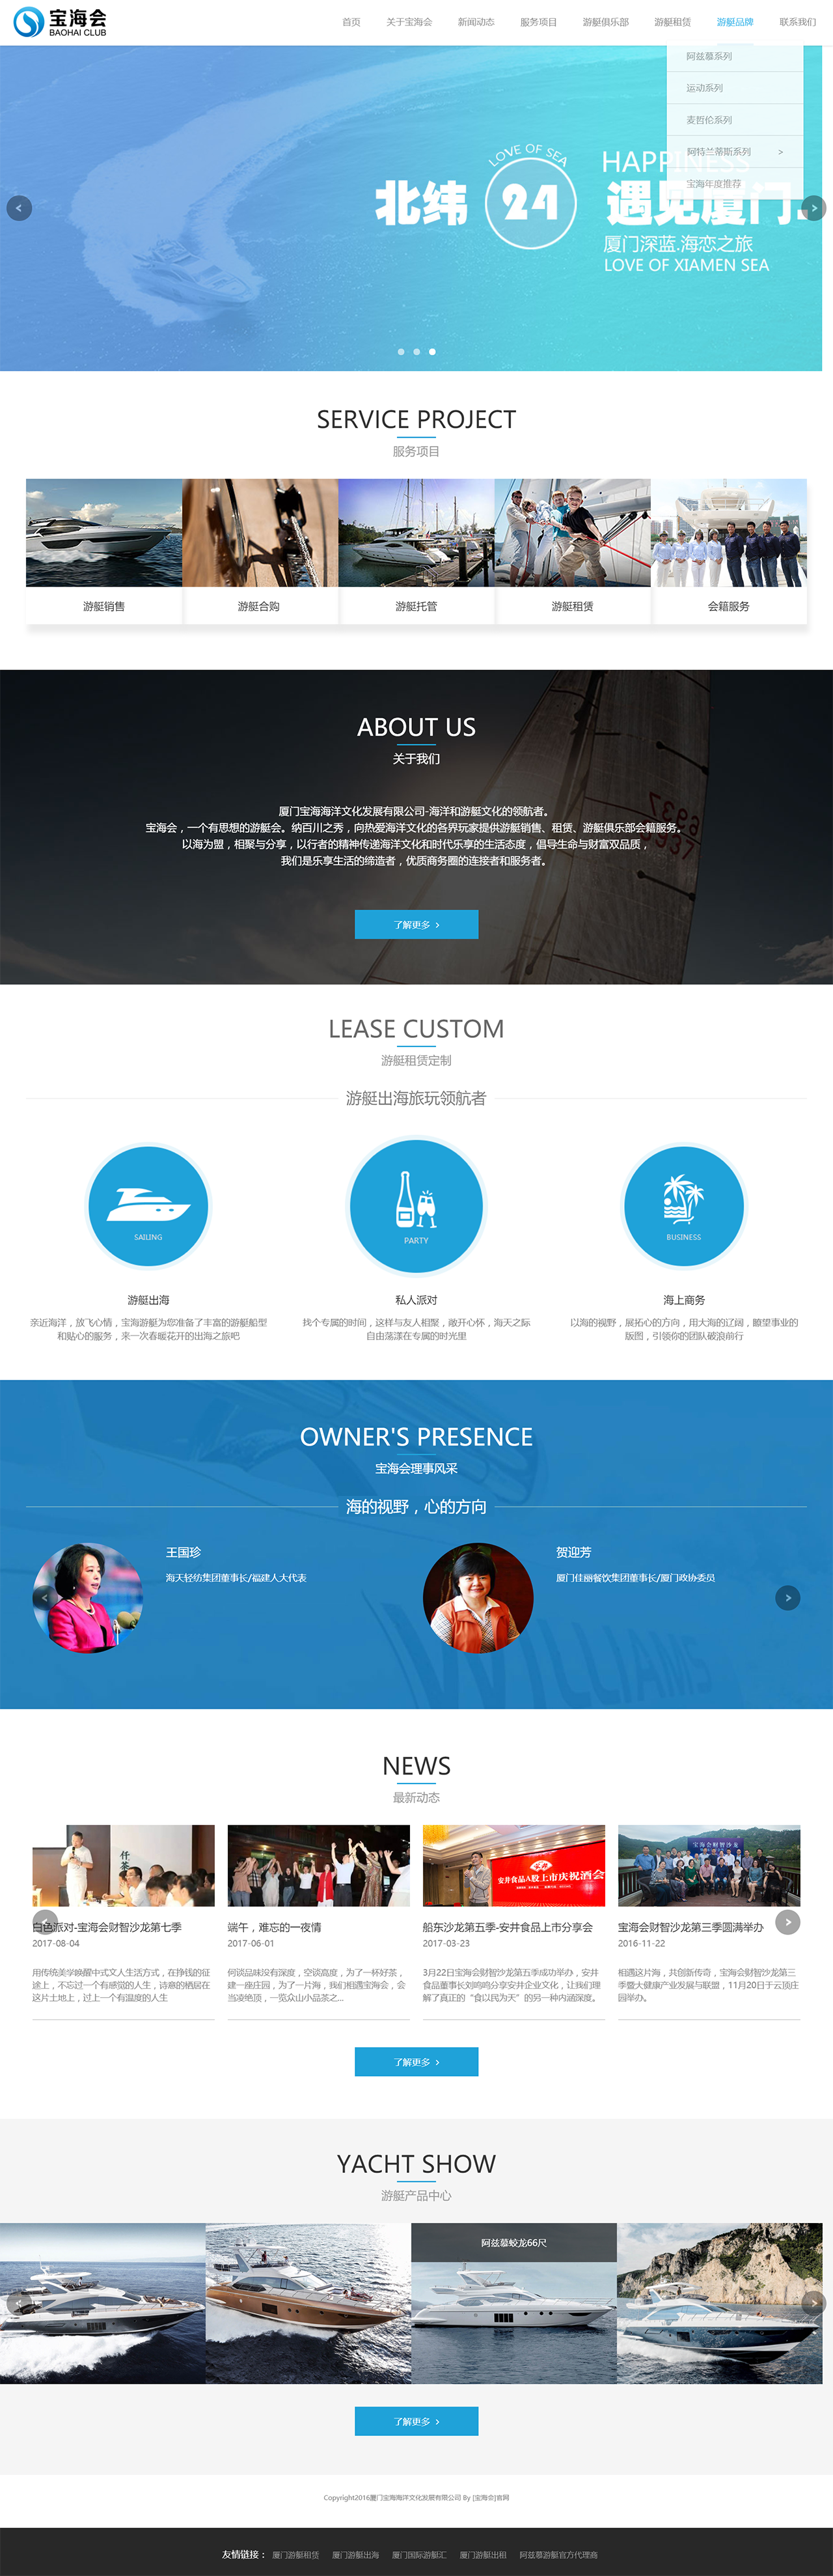 宝海会
BAOHAI CLUB
首页 关于宝海会 新闻动态 服务项目 游艇俱乐部 游艇租赁 游艇品牌 联系我们
阿兹慕系列
运动系列
麦哲伦系列
阿特兰蒂斯系列 >
宝海年度推荐
LOVE OF SEA
HAPPINESS
北纬 24 遇见厦门.
厦门深蓝.海恋之旅
LOVE OF XIAMEN SEA
SERVICE PROJECT
服务项目
游艇销售 游艇合购 游艇托管 游艇租赁 会籍服务
ABOUT US
关于我们
厦门宝海海洋文化发展有限公司-海洋和游艇文化的领航者。
宝海会，一个有思想的游艇会。纳百川之秀，向热爱海洋文化的各界玩家提供游艇销售、租赁、游艇俱乐部会籍服务。
以海为盟，相聚与分享，以行者的精神传递海洋文化和时代乐享的生活态度，倡导生命与财富双品质，
我们是乐享生活的缔造者，优质商务圈的连接者和服务者。
了解更多 >
LEASE CUSTOM
游艇租赁定制
游艇出海旅玩领航者
SAILING
PARTY
BUSINESS
游艇出海
亲近海洋，放飞心情，宝海游艇为您准备了丰富的游艇船型
和贴心的服务，来一次春暖花开的出海之旅吧
私人派对
找个专属的时间，这样与友人相聚，敞开心怀，海天之际
自由荡漾在专属的时光里
海上商务
以海的视野，展拓心的方向，用大海的辽阔，瞭望事业的
版图，引领你的团队破浪前行
OWNER'S PRESENCE
宝海会理事风采
海的视野，心的方向
王国珍
海天轻纺集团董事长/福建人大代表
贺迎芳
厦门佳丽餐饮集团董事长/厦门政协委员
WILLIAMS
NEWS
最新动态
安井食品A股上市庆祝酒会
宝海会财智沙龙
白色派对-宝海会财智沙龙第七季
2017-08-04
用传统美学唤醒中式文人生活方式，在挣钱的征
途上，不忘过一个有感觉的人生，诗意的栖居在
这片土地上，过上一个有温度的人生
端午，难忘的一夜情
2017-06-01
何谈品味没有深度，空谈高度，为了一杯好茶，
建一座庄园，为了一片海，我们相遇宝海会，会
当凌绝顶，一览众山小品茶之...
船东沙龙第五季-安井食品上市分享会
2017-03-23
3月22日宝海会财智沙龙第五季成功举办，安井
食品董事长刘鸣鸣分享安井企业文化，让我们理
解了真正的“食以民为天”的另一种内涵深度。
宝海会财智沙龙第三季圆满举办
2016-11-22
相遇这片海，共创新传奇，宝海会财智沙龙第三
季暨大健康产业发展与联盟，11月20日于云顶庄
园举办。
了解更多 >
YACHT SHOW
游艇产品中心
阿兹慕蛟龙66尺
了解更多 >
Copyright2016厦门宝海海洋文化发展有限公司 By [宝海会]官网
友情链接： 厦门游艇租赁 厦门游艇出海 厦门国际游艇汇 厦门游艇出租 阿兹慕游艇官方代理商